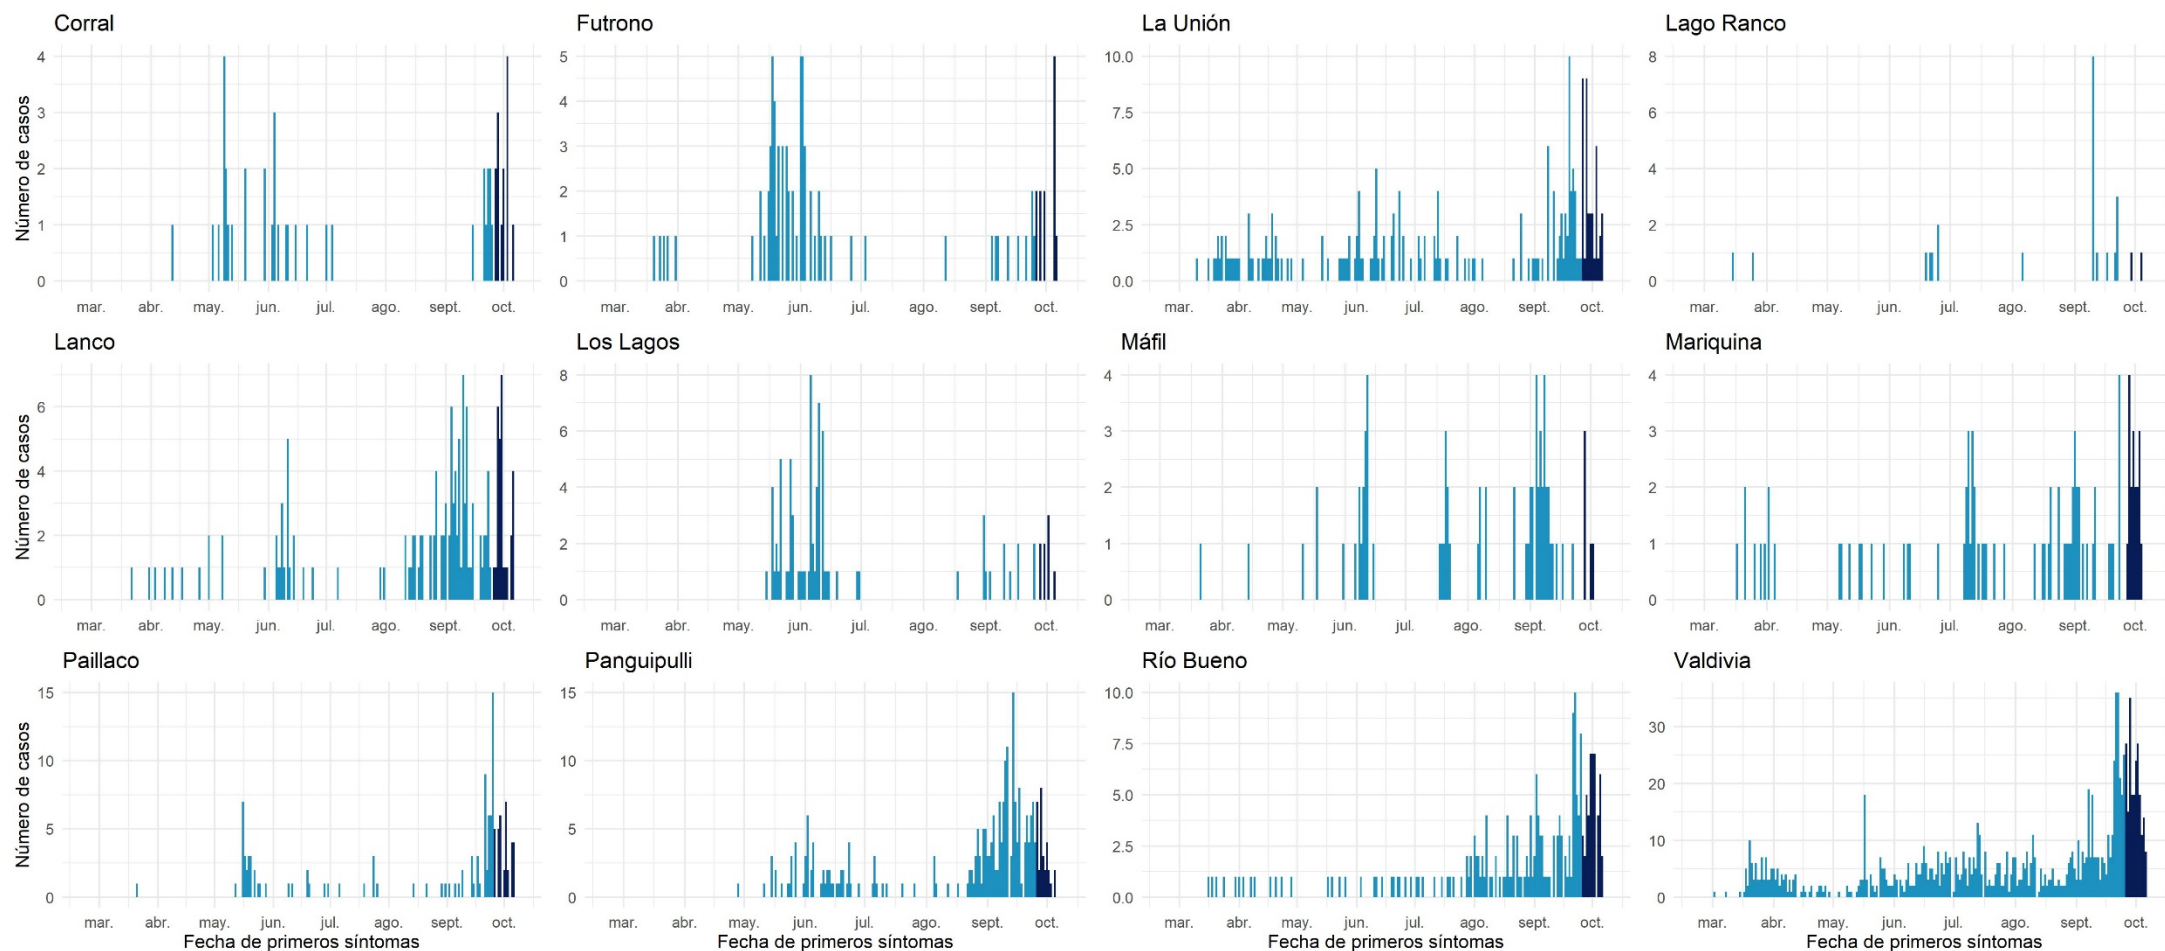 Corral
Futrono
La Unión
Lago Ranco
Número de casos
4
3
2
1
0
5
4
3
2
1
0
10.0
7.5
5.0
2.5
0.0
8
6
4
2
0
mar. abr. may. jun. jul. ago. sept. oct.
mar. abr. may. jun. jul. ago. sept. oct.
mar. abr. may. jun. jul. ago. sept. oct.
mar. abr. may. jun. jul. ago. sept. oct.
Lanco
Los Lagos
Máfil
Mariquina
Número de casos
6
4
2
0
8
6
4
2
0
4
3
2
1
0
4
3
2
1
0
mar. abr. may. jun. jul. ago. sept. oct.
mar. abr. may. jun. jul. ago. sept. oct.
mar. abr. may. jun. jul. ago. sept. oct.
mar. abr. may. jun. jul. ago. sept. oct.
Paillaco
Panguipulli
Río Bueno
Valdivia
Número de casos
15
10
5
0
15
10
5
0
10.0
7.5
5.0
2.5
0.0
30
20
10
0
mar. abr. may. jun. jul. ago. sept. oct.
mar. abr. may. jun. jul. ago. sept. oct.
mar. abr. may. jun. jul. ago. sept. oct.
mar. abr. may. jun. jul. ago. sept. oct.
Fecha de primeros síntomas
Fecha de primeros síntomas
Fecha de primeros síntomas
Fecha de primeros síntomas